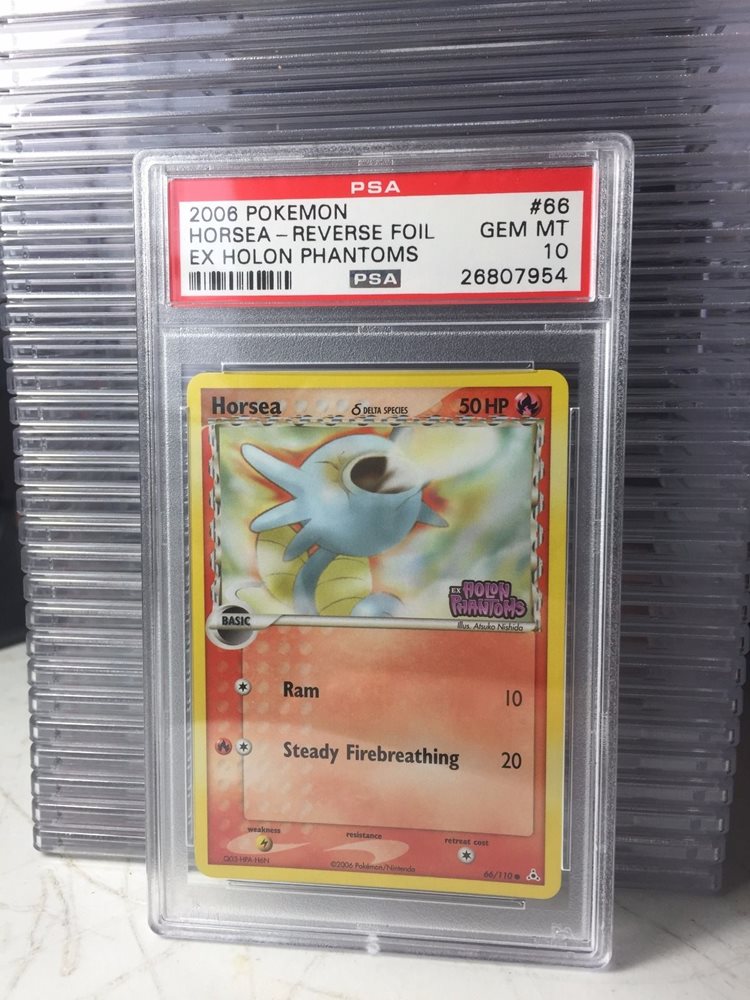 PSA
2006 POKEMON #66
HORSEA - REVERSE FOIL GEM MT
EX HOLON PHANTOMS 10
PSA 26807954
Horsea δ DELTA SPECIES 50 HP
EX HOLON
PHANTOMS
BASIC
Illus. Atsuko Nishida
Ram 10
Steady Firebreathing 20
weakness resistance retreat cost
©2006 Pokémon/Nintendo 66/110